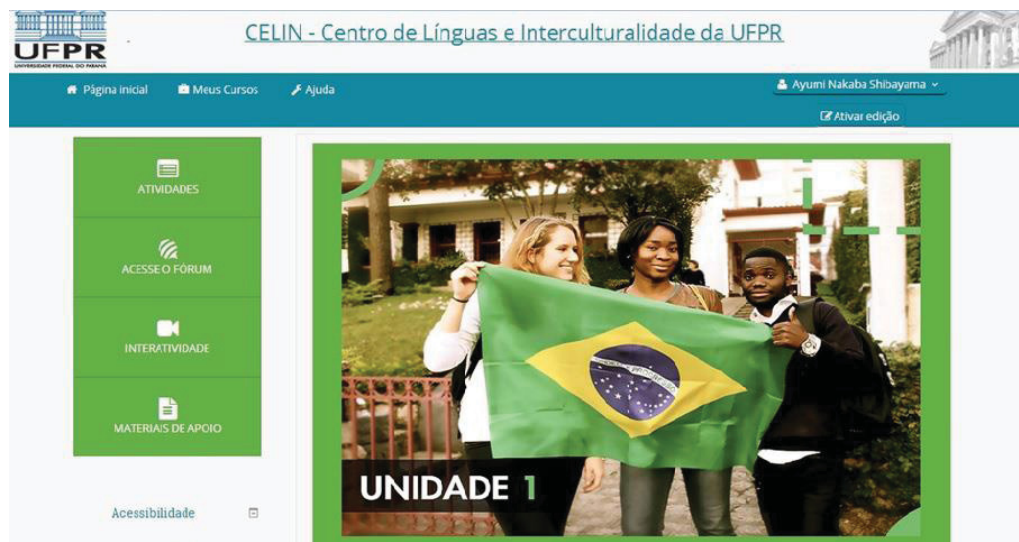 UFPR
UNIVERSIDADE FEDERAL DO PARANÁ
CELIN - Centro de Línguas e Interculturalidade da UFPR
Página inicial Meus Cursos Ajuda
Ayumi Nakaba Shibayama
Ativar edição
ATIVIDADES
ACESSE O FÓRUM
INTERATIVIDADE
MATERIAIS DE APOIO
Acessibilidade
UNIDADE 1